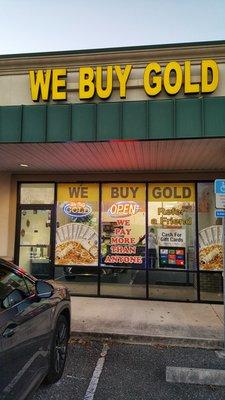 WE BUY GOLD
WE BUY GOLD
OPEN
WE
PAY MORE
THAN
ANYONE
Refer
a Friend
Cash For
Gift Cards